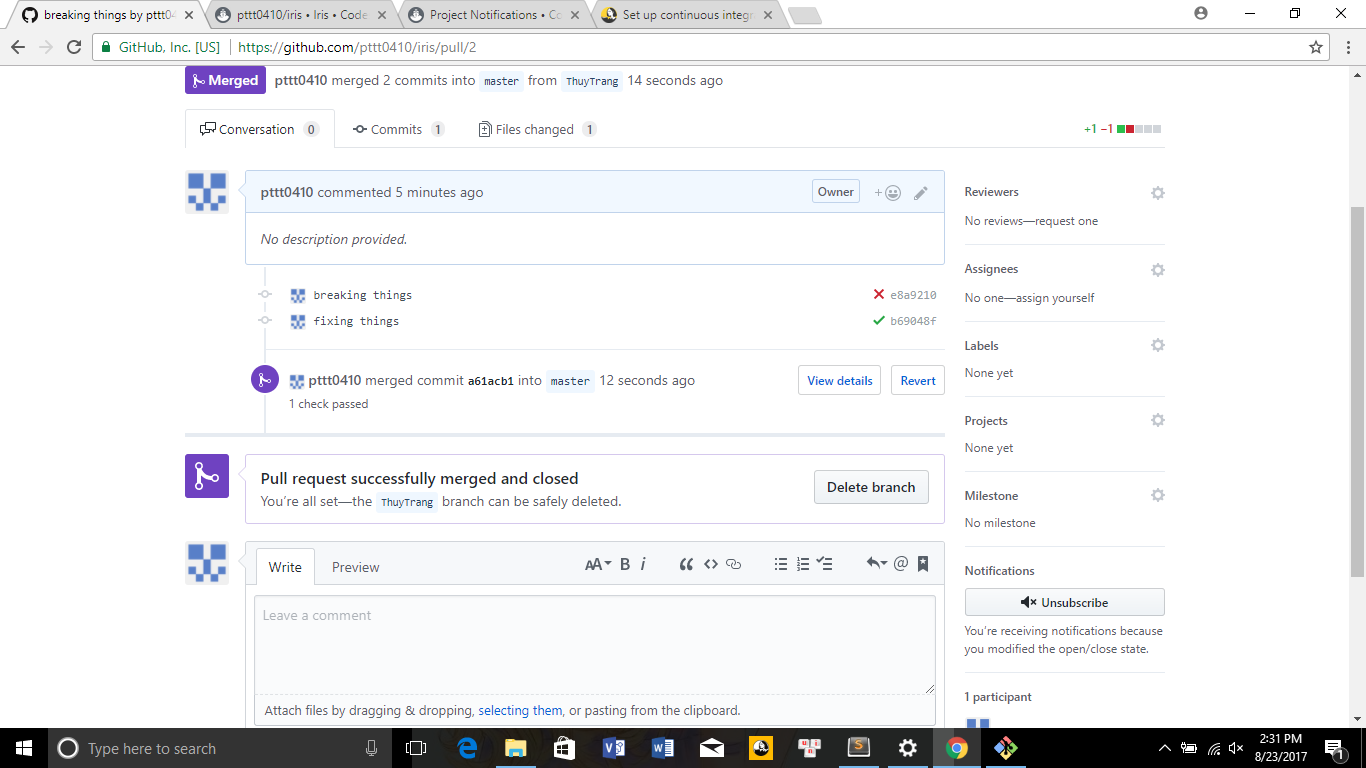 breaking things by pttt04
pttt0410/iris • Iris • Code
Project Notifications • Co
Set up continuous integr
GitHub, Inc. [US]
https://github.com/pttt0410/iris/pull/2
Merged
pttt0410 merged 2 commits into master from ThuyTrang 14 seconds ago
Conversation 0
Commits 1
Files changed 1
+1 −1
pttt0410 commented 5 minutes ago
Owner
No description provided.
breaking things
e8a9210
fixing things
b69048f
pttt0410 merged commit a61acb1 into master 12 seconds ago
View details
Revert
1 check passed
Pull request successfully merged and closed
You're all set—the ThuyTrang branch can be safely deleted.
Delete branch
Write
Preview
AA B i
Leave a comment
Attach files by dragging & dropping, selecting them, or pasting from the clipboard.
Reviewers
No reviews—request one
Assignees
No one—assign yourself
Labels
None yet
Projects
None yet
Milestone
No milestone
Notifications
Unsubscribe
You're receiving notifications because
you modified the open/close state.
1 participant
Type here to search
2:31 PM
8/23/2017
1